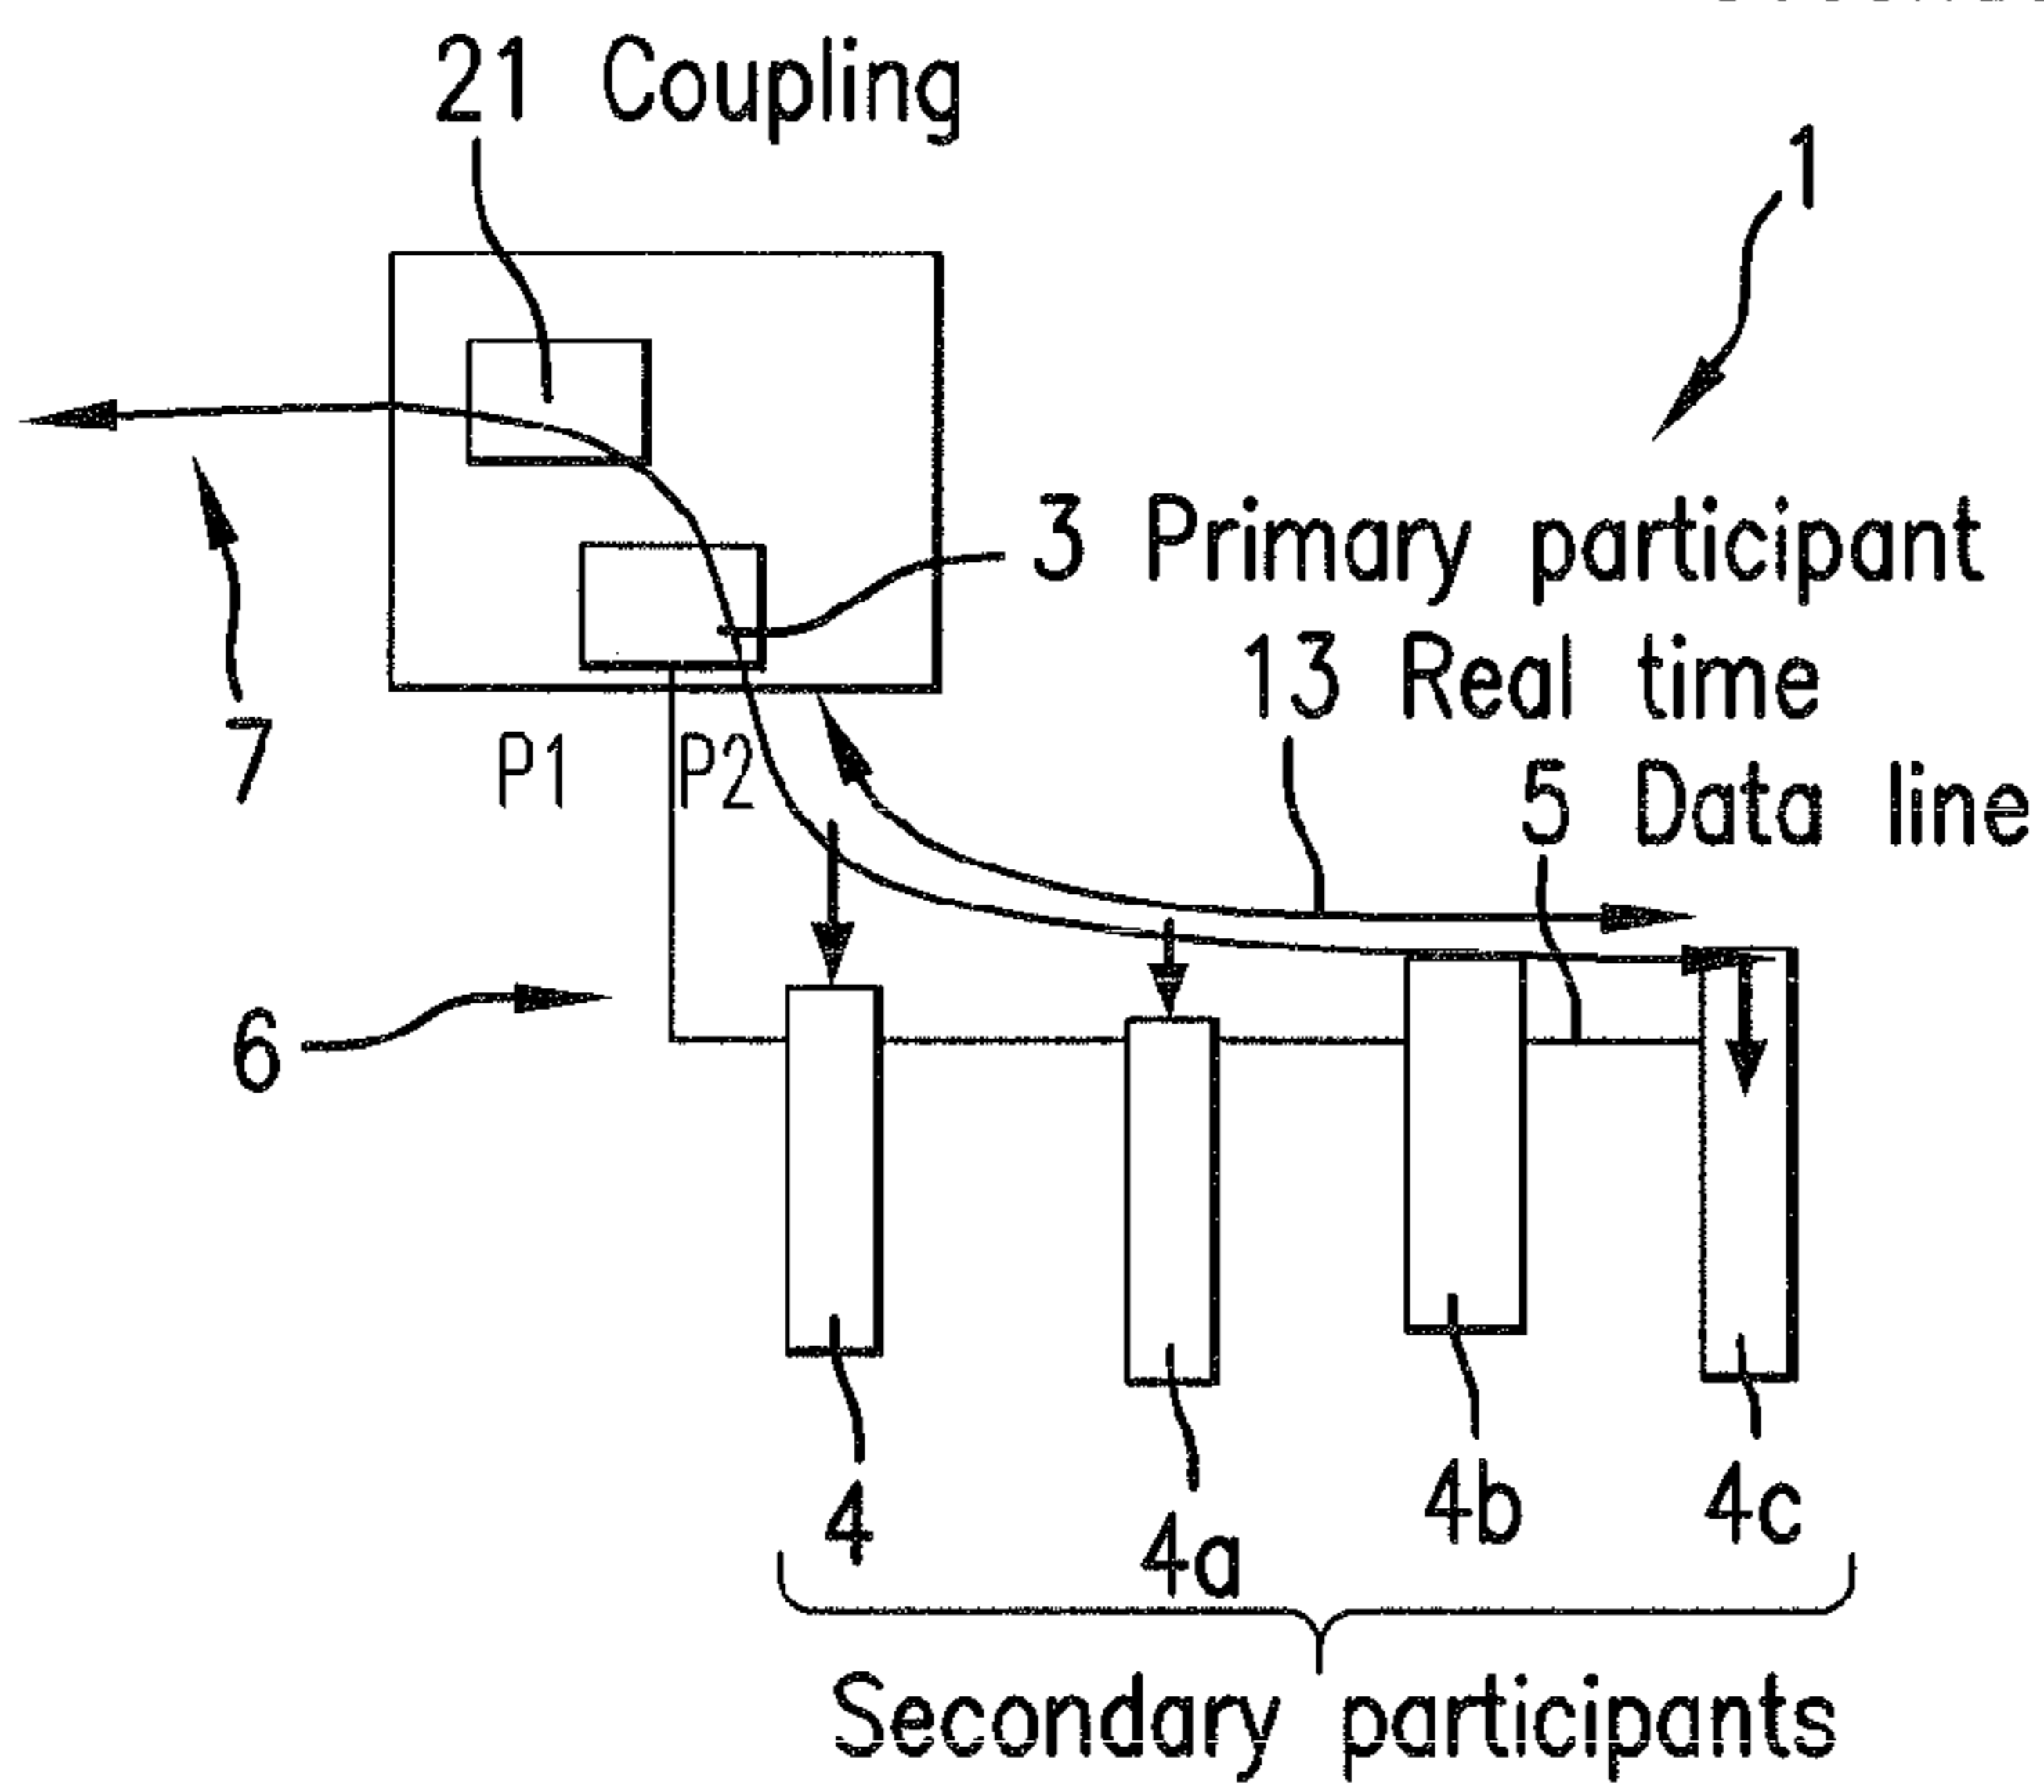 21 Coupling
1
3 Primary participant
13 Real time
7
P1 P2
5 Data line
6
4
4a
4b
4c
Secondary participants